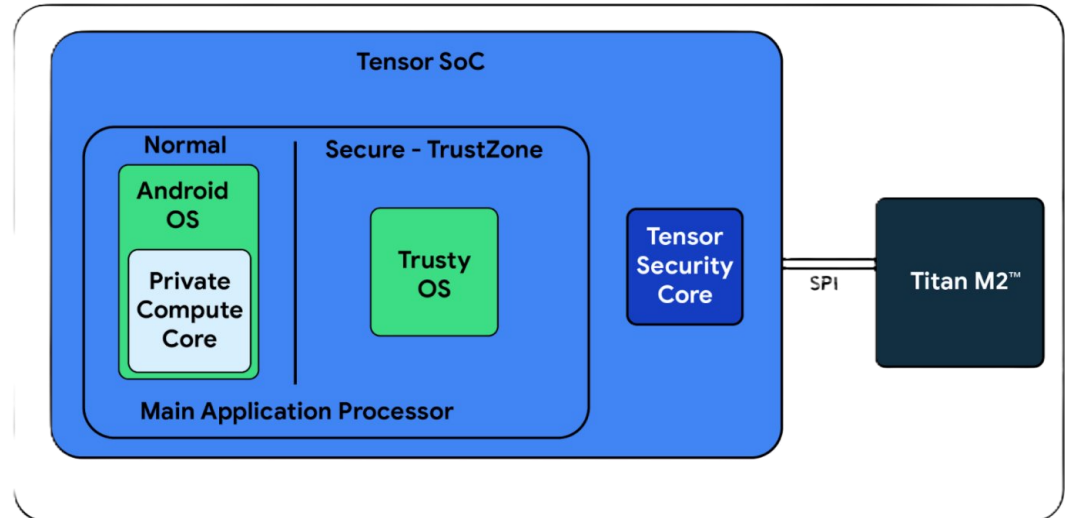 Tensor SoC
Normal
Secure - TrustZone
Android
OS
Private
Compute
Core
Trusty
OS
Main Application Processor
Tensor
Security
Core
SPI
Titan M2™